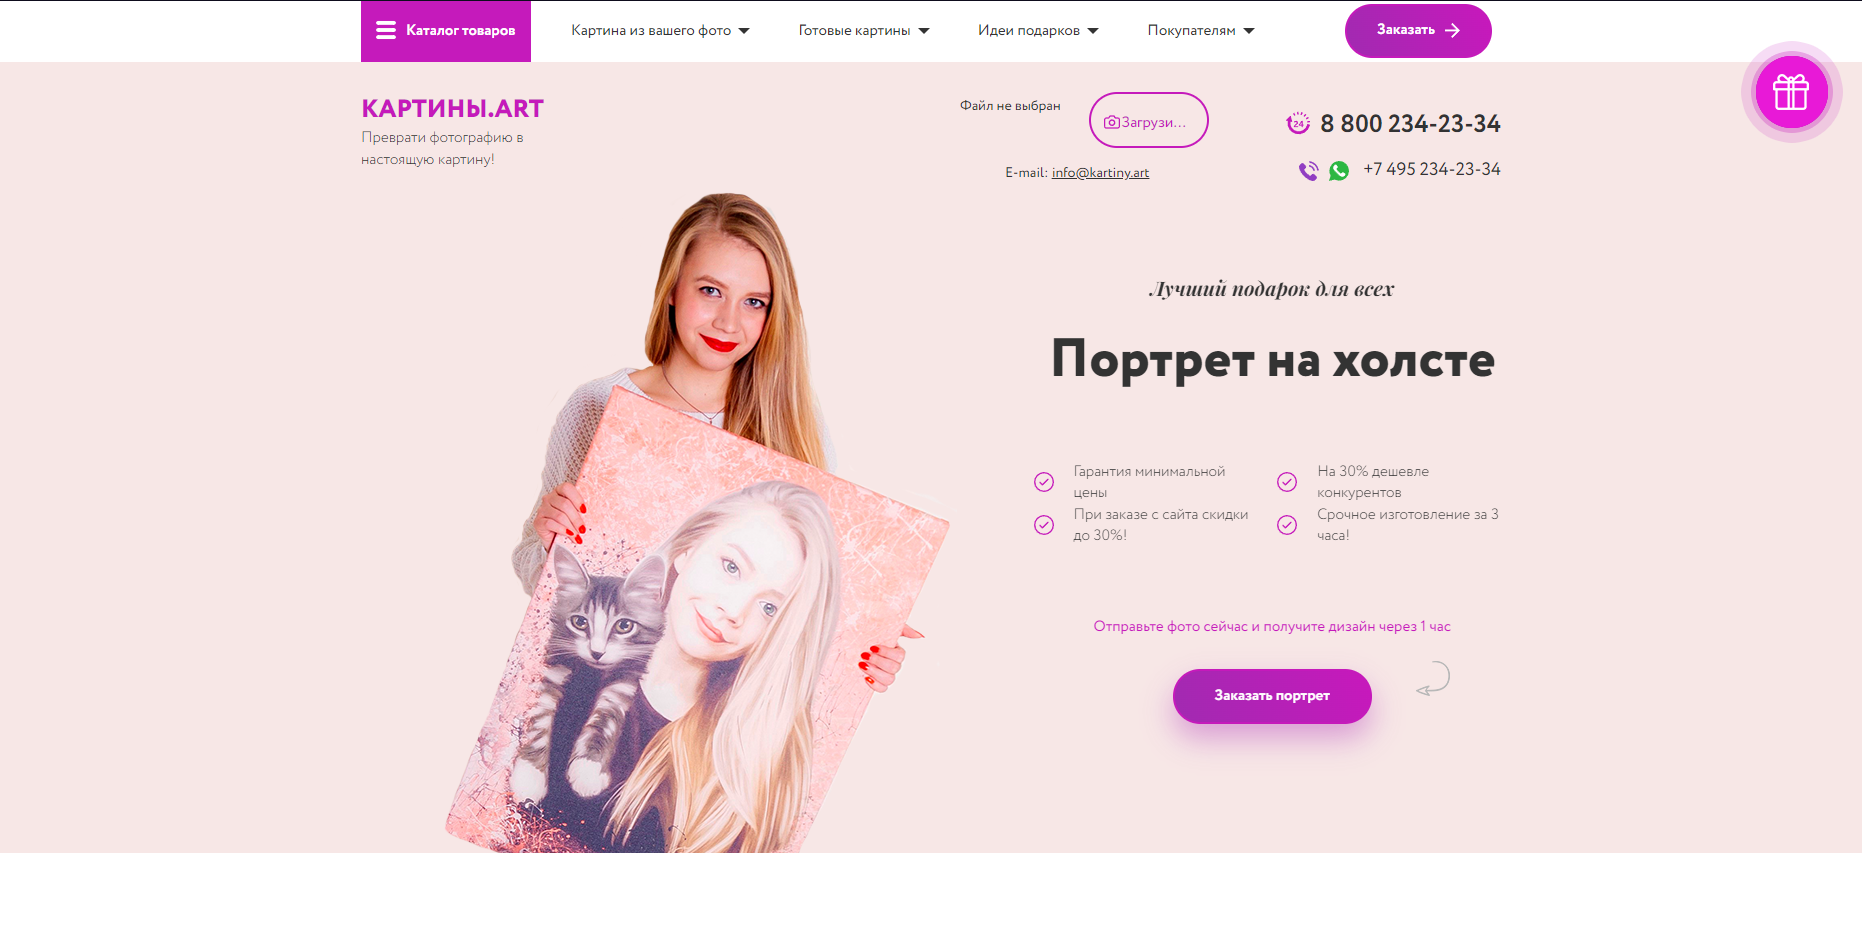 Каталог товаров
Картина из вашего фото
Готовые картины
Идеи подарков
Покупателям
Заказать
КАРТИНЫ.ART
Преврати фотографию в
настоящую картину!
Файл не выбран
Загрузи...
E-mail: info@kartiny.art
24
8 800 234-23-34
+7 495 234-23-34
Лучший подарок для всех
Портрет на холсте
Гарантия минимальной
цены
На 30% дешевле
конкурентов
При заказе с сайта скидки
до 30%!
Срочное изготовление за 3
часа!
Отправьте фото сейчас и получите дизайн через 1 час
Заказать портрет